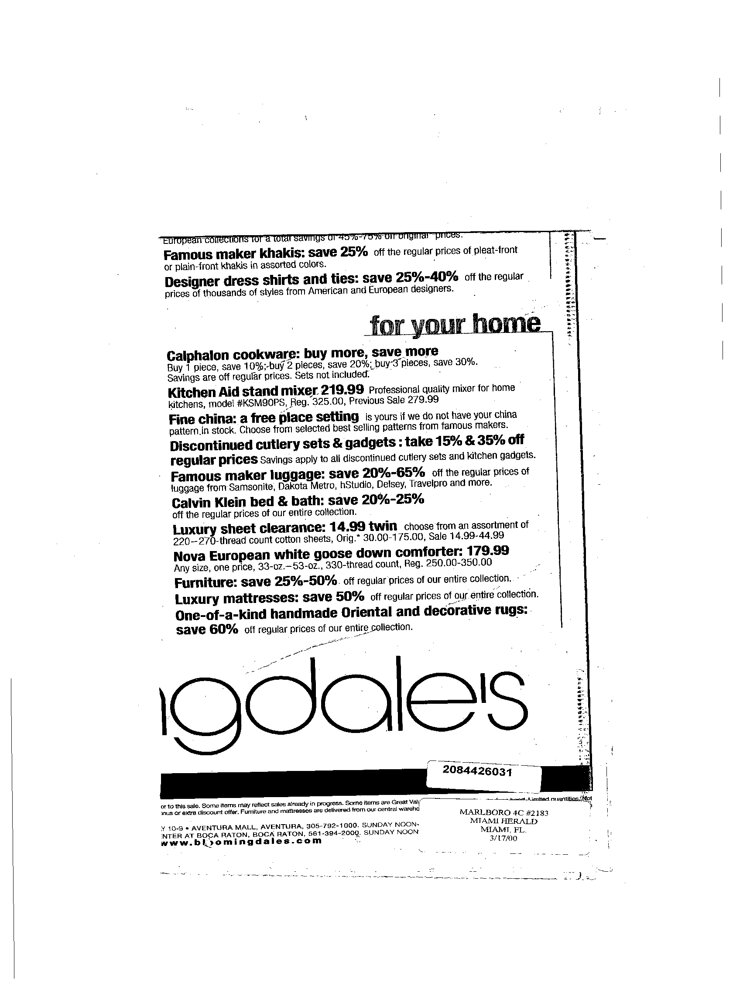 European collections for a total savings of 45%-75% off original prices.
Famous maker khakis: save 25% off the regular prices of pleat-front
or plain-front khakis in assorted colors.
Designer dress shirts and ties: save 25%-40% off the regular
prices of thousands of styles from American and European designers.
for your home
Calphalon cookware: buy more, save more
Buy 1 piece, save 10%; buy 2 pieces, save 20%; buy 3 pieces, save 30%.
Savings are off regular prices. Sets not included.
Kitchen Aid stand mixer 219.99 Professional quality mixer for home
kitchens, model #KSM90PS, Reg. 325.00, Previous Sale 279.99
Fine china: a free place setting is yours if we do not have your china
pattern in stock. Choose from selected best selling patterns from famous makers.
Discontinued cutlery sets & gadgets : take 15% & 35% off
regular prices Savings apply to all discontinued cutlery sets and kitchen gadgets.
Famous maker luggage: save 20%-65% off the regular prices of
luggage from Samsonite, Dakota Metro, hStudio, Delsey, Travelpro and more.
Calvin Klein bed & bath: save 20%-25%
off the regular prices of our entire collection.
Luxury sheet clearance: 14.99 twin choose from an assortment of
220–270-thread count cotton sheets, Orig.* 30.00-175.00, Sale 14.99-44.99
Nova European white goose down comforter: 179.99
Any size, one price, 33-oz.–53-oz., 330-thread count, Reg. 250.00-350.00
Furniture: save 25%-50% off regular prices of our entire collection.
Luxury mattresses: save 50% off regular prices of our entire collection.
One-of-a-kind handmade Oriental and decorative rugs:
save 60% off regular prices of our entire collection.
ngdale's
2084426031
or to this sale. Some items may reflect sales already in progress. Some items are Great Val
nus or extra discount offer. Furniture and mattresses are delivered from our central wareho
Limited quantities. Not
Y 10-9 • AVENTURA MALL, AVENTURA, 305-792-1000. SUNDAY NOON-
NTER AT BOCA RATON, BOCA RATON, 561-394-2000. SUNDAY NOON
www.bloomingdales.com
MARLBORO 4C #2183
MIAMI HERALD
MIAMI, FL
3/17/00